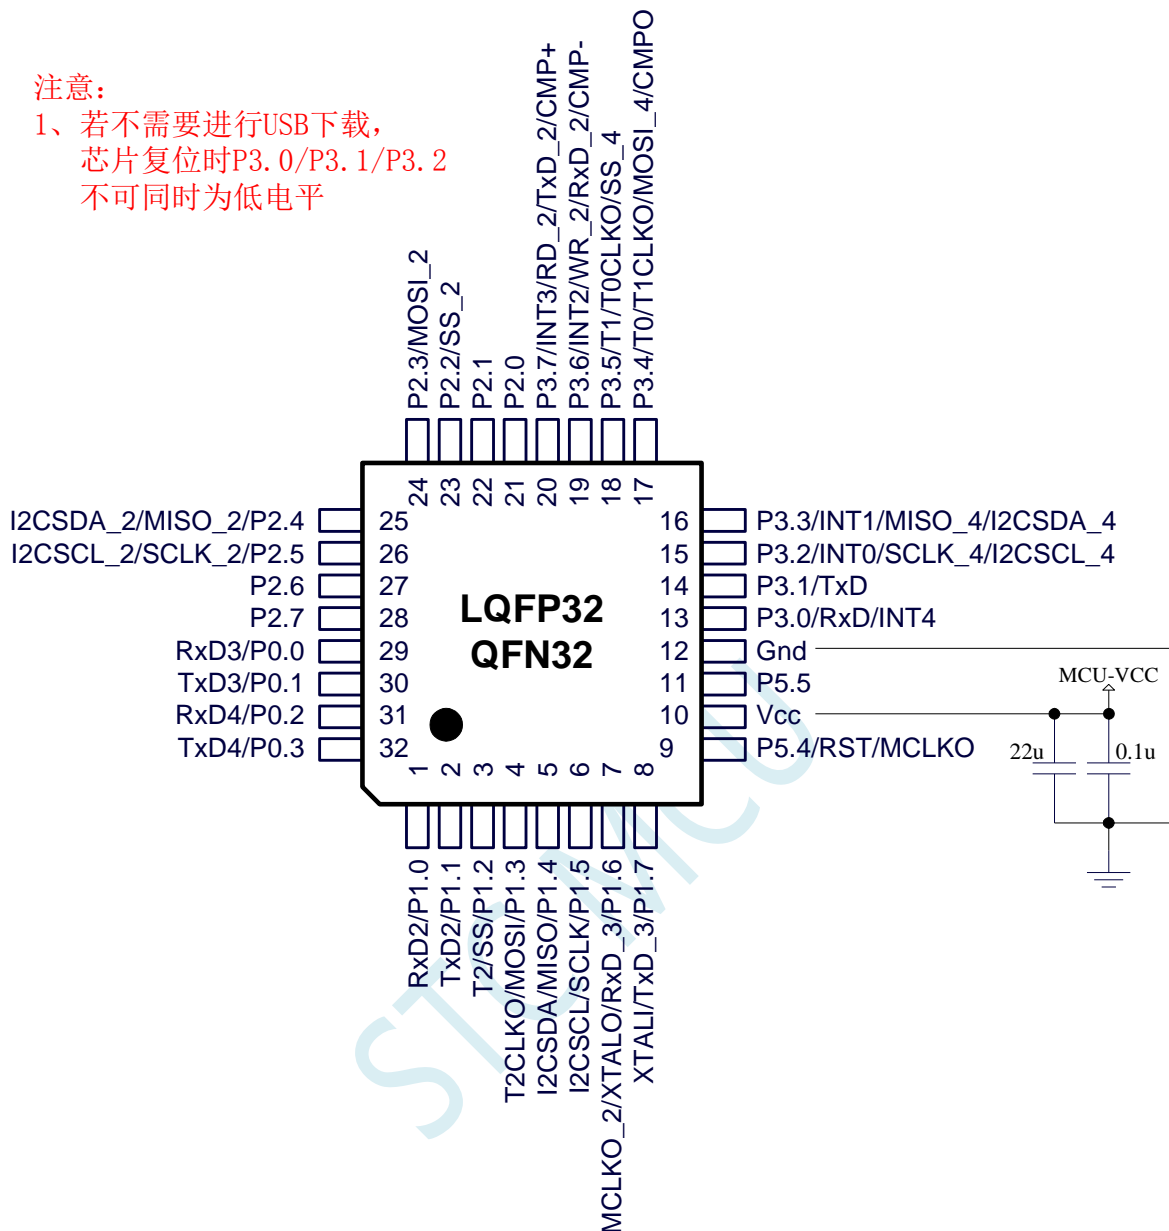 注意：
1、若不需要进行USB下载，
芯片复位时P3.0/P3.1/P3.2
不可同时为低电平
P2.3/MOSI_2
P2.2/SS_2
P2.1
P2.0
P3.7/INT3/RD_2/TxD_2/CMP+
P3.6/INT2/WR_2/RxD_2/CMP-
P3.5/T1/T0CLKO/SS_4
P3.4/T0/T1CLKO/MOSI_4/CMPO
24
23
22
21
20
19
18
17
I2CSDA_2/MISO_2/P2.4
25
I2CSCL_2/SCLK_2/P2.5
26
P2.6
27
P2.7
28
RxD3/P0.0
29
TxD3/P0.1
30
RxD4/P0.2
31
TxD4/P0.3
32
LQFP32
QFN32
16
P3.3/INT1/MISO_4/I2CSDA_4
15
P3.2/INT0/SCLK_4/I2CSCL_4
14
P3.1/TxD
13
P3.0/RxD/INT4
12
Gnd
11
P5.5
10
Vcc
9
P5.4/RST/MCLKO
MCU-VCC
22u
0.1u
1
2
3
4
5
6
7
8
RxD2/P1.0
TxD2/P1.1
T2/SS/P1.2
T2CLKO/MOSI/P1.3
I2CSDA/MISO/P1.4
I2CSCL/SCLK/P1.5
MCLKO_2/XTALO/RxD_3/P1.6
XTALI/TxD_3/P1.7
STC MCU